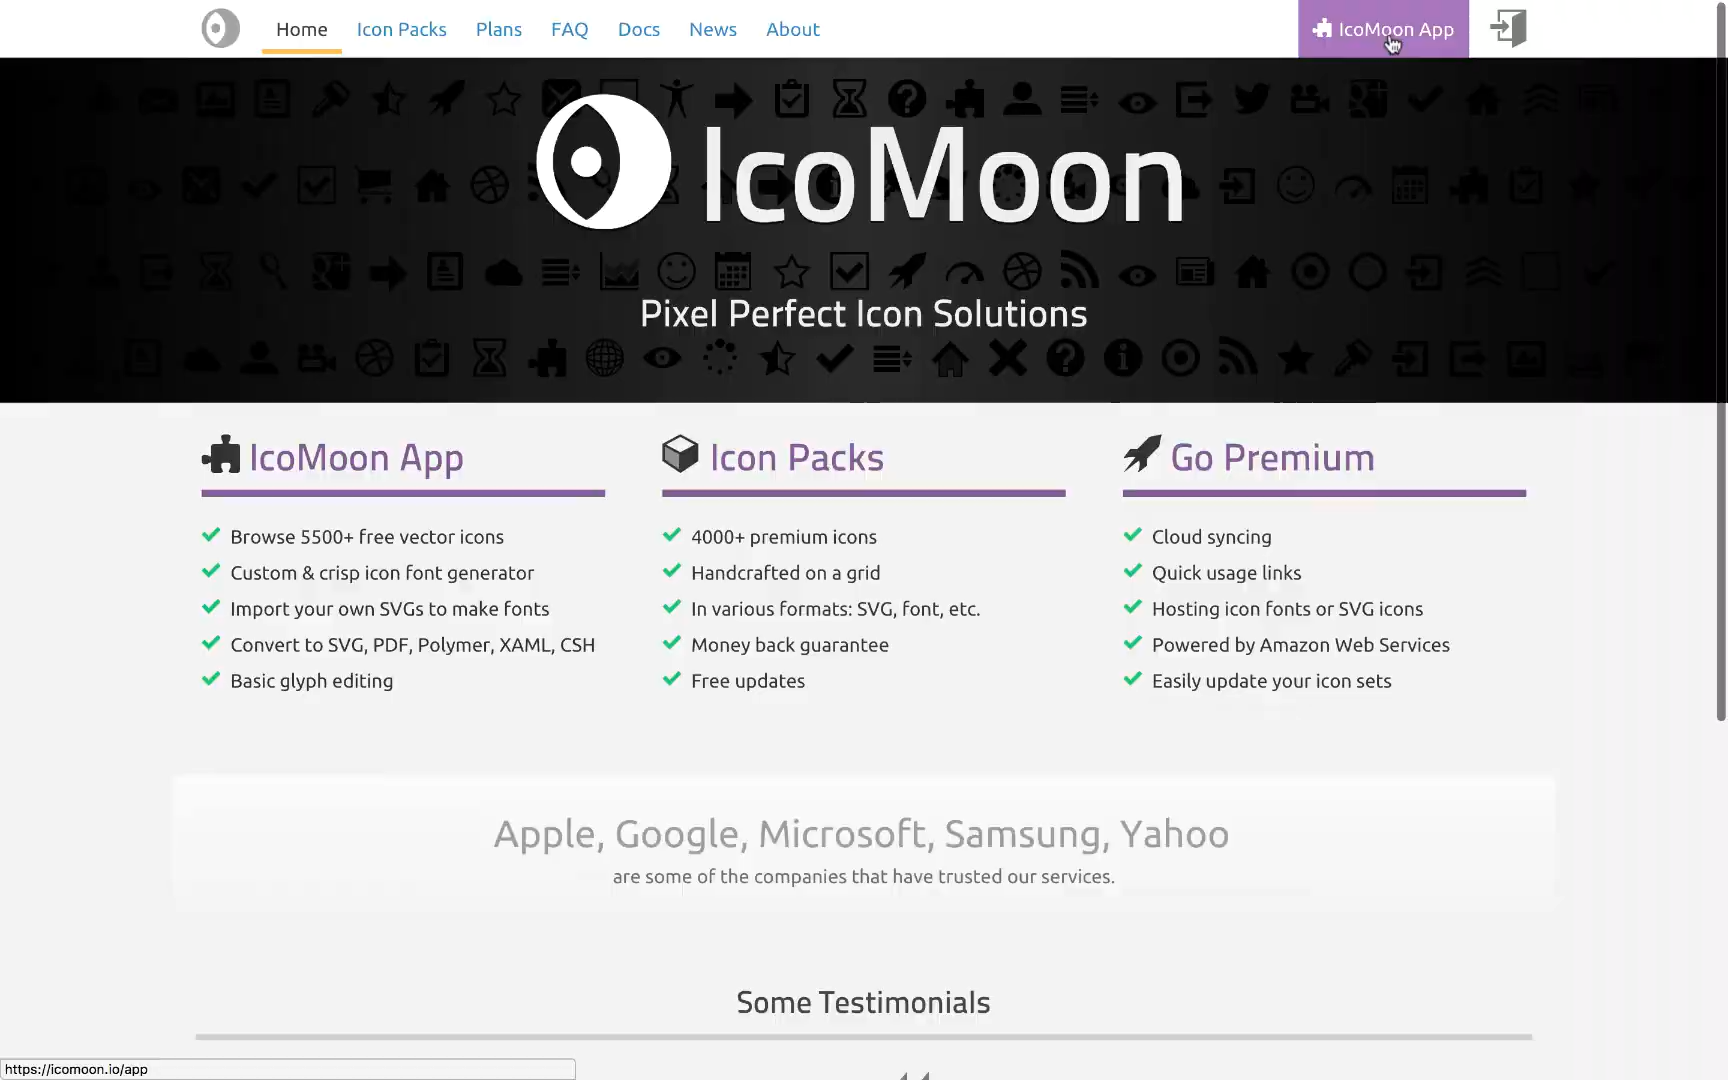 Home Icon Packs Plans FAQ Docs News About IcoMoon App
IcoMoon
Pixel Perfect Icon Solutions
IcoMoon App
Browse 5500+ free vector icons
Custom & crisp icon font generator
Import your own SVGs to make fonts
Convert to SVG, PDF, Polymer, XAML, CSH
Basic glyph editing
Icon Packs
4000+ premium icons
Handcrafted on a grid
In various formats: SVG, font, etc.
Money back guarantee
Free updates
Go Premium
Cloud syncing
Quick usage links
Hosting icon fonts or SVG icons
Powered by Amazon Web Services
Easily update your icon sets
Apple, Google, Microsoft, Samsung, Yahoo
are some of the companies that have trusted our services.
Some Testimonials
https://icomoon.io/app